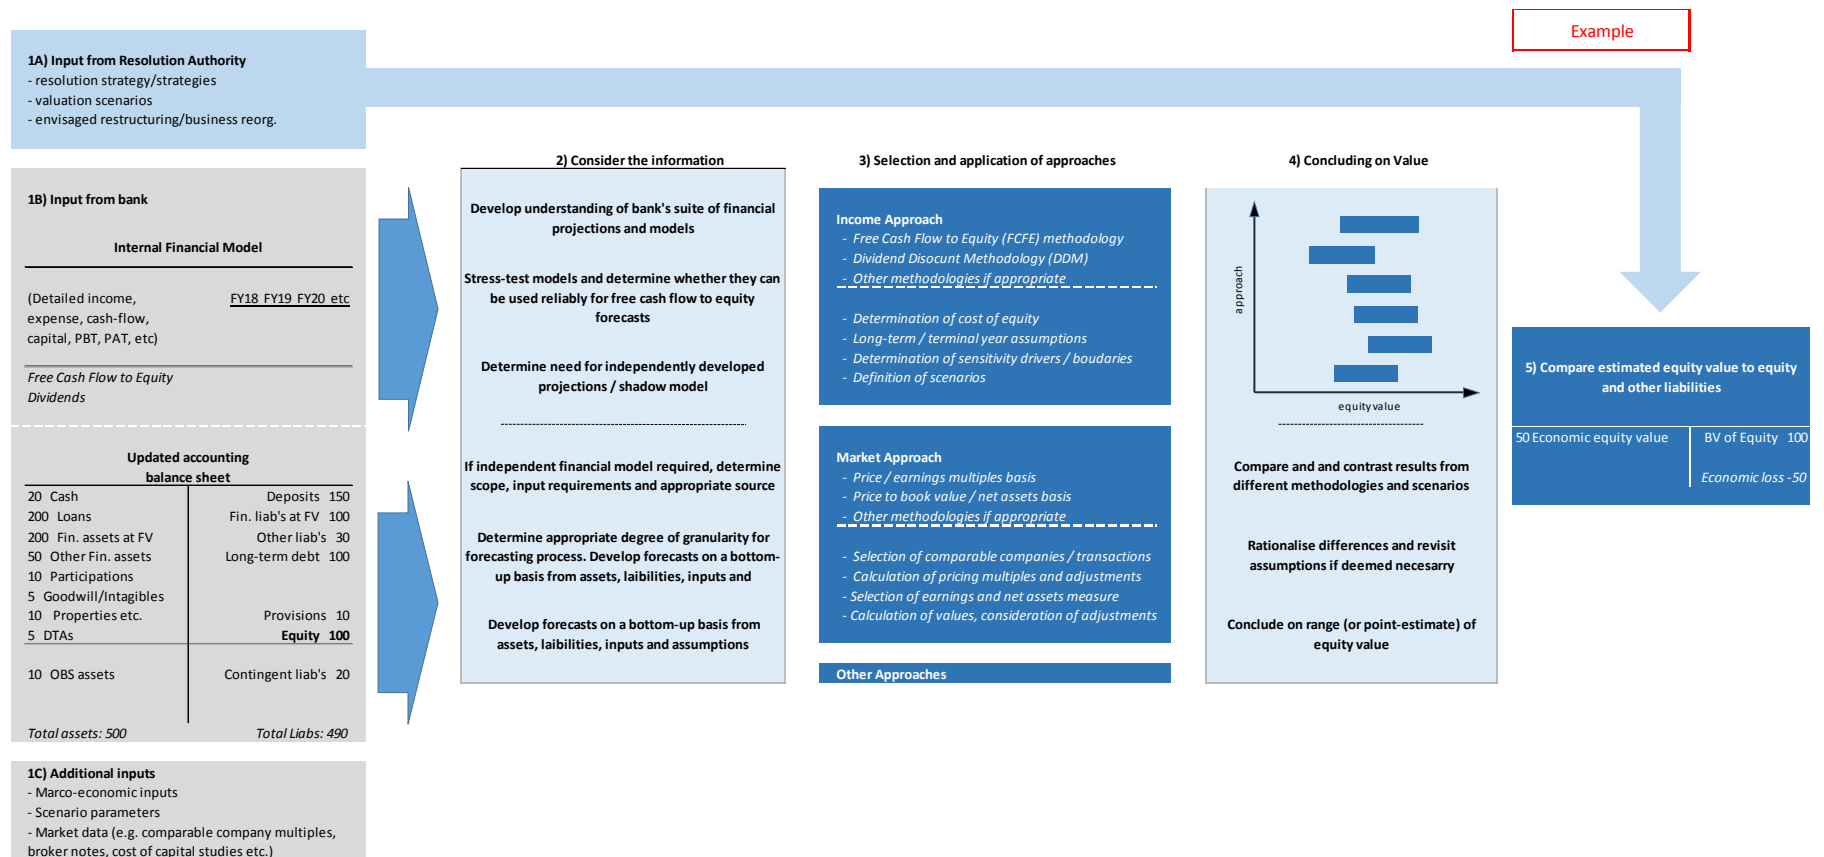 Example
1A) Input from Resolution Authority
- resolution strategy/strategies
- valuation scenarios
- envisaged restructuring/business reorg.
1B) Input from bank
Internal Financial Model
(Detailed income, FY18 FY19 FY20 etc
expense, cash-flow,
capital, PBT, PAT, etc)
Free Cash Flow to Equity
Dividends
Updated accounting
balance sheet
20 Cash Deposits 150
200 Loans Fin. liab's at FV 100
200 Fin. assets at FV Other liab's 30
50 Other Fin. assets Long-term debt 100
10 Participations
5 Goodwill/Intagibles
10 Properties etc. Provisions 10
5 DTAs Equity 100
10 OBS assets Contingent liab's 20
Total assets: 500 Total Liabs: 490
1C) Additional inputs
- Marco-economic inputs
- Scenario parameters
- Market data (e.g. comparable company multiples,
broker notes, cost of capital studies etc.)
2) Consider the information
Develop understanding of bank's suite of financial
projections and models
Stress-test models and determine whether they can
be used reliably for free cash flow to equity
forecasts
Determine need for independently developed
projections / shadow model
If independent financial model required, determine
scope, input requirements and appropriate source
Determine appropriate degree of granularity for
forecasting process. Develop forecasts on a bottom-
up basis from assets, laibilities, inputs and
Develop forecasts on a bottom-up basis from
assets, laibilities, inputs and assumptions
3) Selection and application of approaches
Income Approach
- Free Cash Flow to Equity (FCFE) methodology
- Dividend Disocunt Methodology (DDM)
- Other methodologies if appropriate
- Determination of cost of equity
- Long-term / terminal year assumptions
- Determination of sensitivity drivers / boudaries
- Definition of scenarios
Market Approach
- Price / earnings multiples basis
- Price to book value / net assets basis
- Other methodologies if appropriate
- Selection of comparable companies / transactions
- Calculation of pricing multiples and adjustments
- Selection of earnings and net assets measure
- Calculation of values, consideration of adjustments
Other Approaches
4) Concluding on Value
approach
equity value
Compare and and contrast results from
different methodologies and scenarios
Rationalise differences and revisit
assumptions if deemed necesarry
Conclude on range (or point-estimate) of
equity value
5) Compare estimated equity value to equity
and other liabilities
50 Economic equity value BV of Equity 100
Economic loss -50